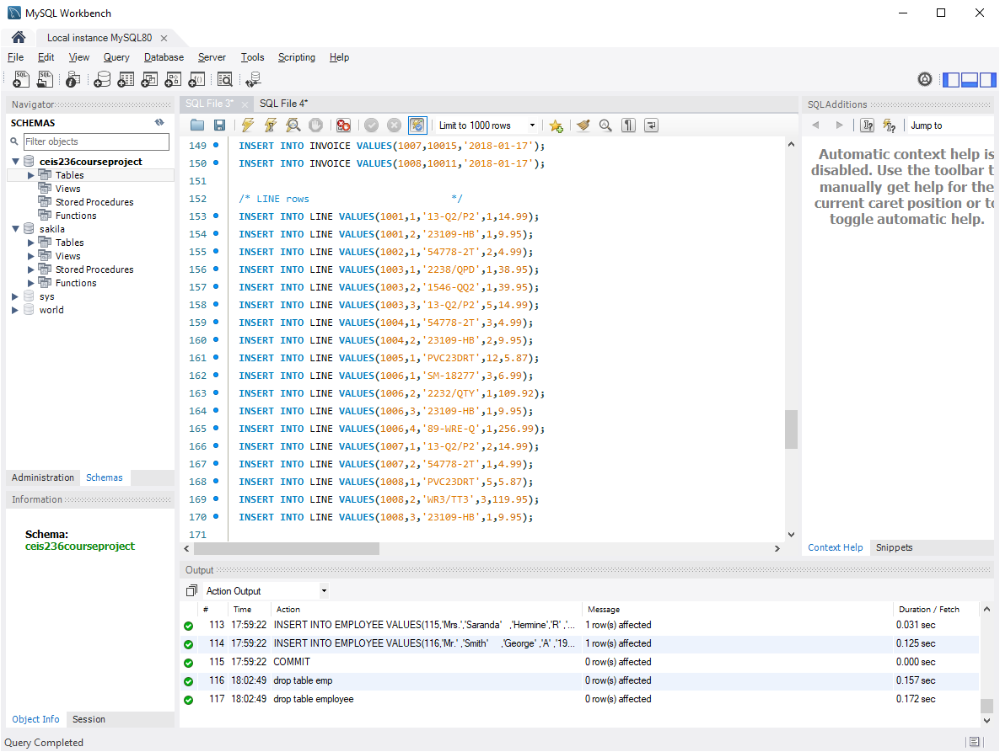 MySQL Workbench
Local instance MySQL80
File Edit View Query Database Server Tools Scripting Help
Navigator
SCHEMAS
Filter objects
ceis236courseproject
Tables
Views
Stored Procedures
Functions
sakila
Tables
Views
Stored Procedures
Functions
sys
world
Administration Schemas
Information
Schema:
ceis236courseproject
Object Info Session
SQL File 3* SQL File 4*
Limit to 1000 rows
149 INSERT INTO INVOICE VALUES(1007,10015,'2018-01-17');
150 INSERT INTO INVOICE VALUES(1008,10011,'2018-01-17');
151
152 /* LINE rows */
153 INSERT INTO LINE VALUES(1001,1,'13-Q2/P2',1,14.99);
154 INSERT INTO LINE VALUES(1001,2,'23109-HB',1,9.95);
155 INSERT INTO LINE VALUES(1002,1,'54778-2T',2,4.99);
156 INSERT INTO LINE VALUES(1003,1,'2238/QPD',1,38.95);
157 INSERT INTO LINE VALUES(1003,2,'1546-QQ2',1,39.95);
158 INSERT INTO LINE VALUES(1003,3,'13-Q2/P2',5,14.99);
159 INSERT INTO LINE VALUES(1004,1,'54778-2T',3,4.99);
160 INSERT INTO LINE VALUES(1004,2,'23109-HB',2,9.95);
161 INSERT INTO LINE VALUES(1005,1,'PVC23DRT',12,5.87);
162 INSERT INTO LINE VALUES(1006,1,'SM-18277',3,6.99);
163 INSERT INTO LINE VALUES(1006,2,'2232/QTY',1,109.92);
164 INSERT INTO LINE VALUES(1006,3,'23109-HB',1,9.95);
165 INSERT INTO LINE VALUES(1006,4,'89-WRE-Q',1,256.99);
166 INSERT INTO LINE VALUES(1007,1,'13-Q2/P2',2,14.99);
167 INSERT INTO LINE VALUES(1007,2,'54778-2T',1,4.99);
168 INSERT INTO LINE VALUES(1008,1,'PVC23DRT',5,5.87);
169 INSERT INTO LINE VALUES(1008,2,'WR3/TT3',3,119.95);
170 INSERT INTO LINE VALUES(1008,3,'23109-HB',1,9.95);
171
SQLAdditions
Jump to
Automatic context help is
disabled. Use the toolbar t
manually get help for the
current caret position or to
toggle automatic help.
Context Help Snippets
Output
Action Output
# Time Action Message Duration / Fetch
113 17:59:22 INSERT INTO EMPLOYEE VALUES(115,'Mrs.','Saranda' ,'Hermine','R' ,'... 1 row(s) affected 0.031 sec
114 17:59:22 INSERT INTO EMPLOYEE VALUES(116,'Mr.' ,'Smith' ,'George' ,'A' ,'19... 1 row(s) affected 0.125 sec
115 17:59:22 COMMIT 0 row(s) affected 0.000 sec
116 18:02:49 drop table emp 0 row(s) affected 0.157 sec
117 18:02:49 drop table employee 0 row(s) affected 0.172 sec
Query Completed